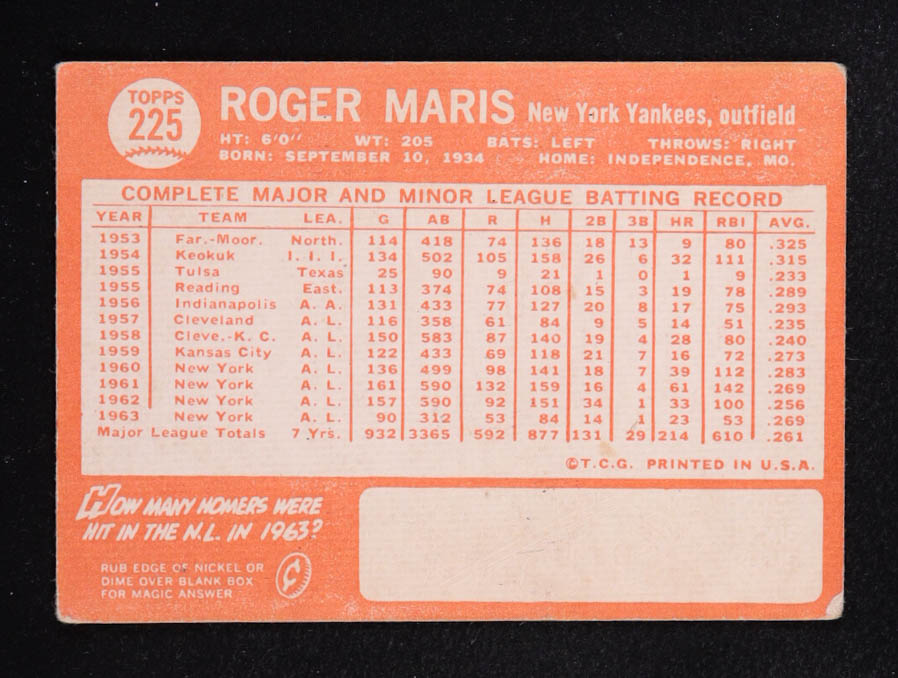 TOPPS
225
ROGER MARIS New York Yankees, outfield
HT: 6'0" WT: 205 BATS: LEFT THROWS: RIGHT
BORN: SEPTEMBER 10, 1934 HOME: INDEPENDENCE, MO.
COMPLETE MAJOR AND MINOR LEAGUE BATTING RECORD
YEAR TEAM LEA. G AB R H 2B 3B HR RBI AVG.
1953 Far.-Moor. North. 114 418 74 136 18 13 9 80 .325
1954 Keokuk I. I. I. 134 502 105 158 26 6 32 111 .315
1955 Tulsa Texas 25 90 9 21 1 0 1 9 .233
1955 Reading East. 113 374 74 108 15 3 19 78 .289
1956 Indianapolis A. A. 131 433 77 127 20 8 17 75 .293
1957 Cleveland A. L. 116 358 61 84 9 5 14 51 .235
1958 Cleve.-K. C. A. L. 150 583 87 140 19 4 28 80 .240
1959 Kansas City A. L. 122 433 69 118 21 7 16 72 .273
1960 New York A. L. 136 499 98 141 18 7 39 112 .283
1961 New York A. L. 161 590 132 159 16 4 61 142 .269
1962 New York A. L. 157 590 92 151 34 1 33 100 .256
1963 New York A. L. 90 312 53 84 14 1 23 53 .269
Major League Totals 7 Yrs. 932 3365 592 877 131 29 214 610 .261
©T.C.G. PRINTED IN U.S.A.
HOW MANY HOMERS WERE
HIT IN THE N.L. IN 1963?
RUB EDGE OF NICKEL OR
DIME OVER BLANK BOX
FOR MAGIC ANSWER